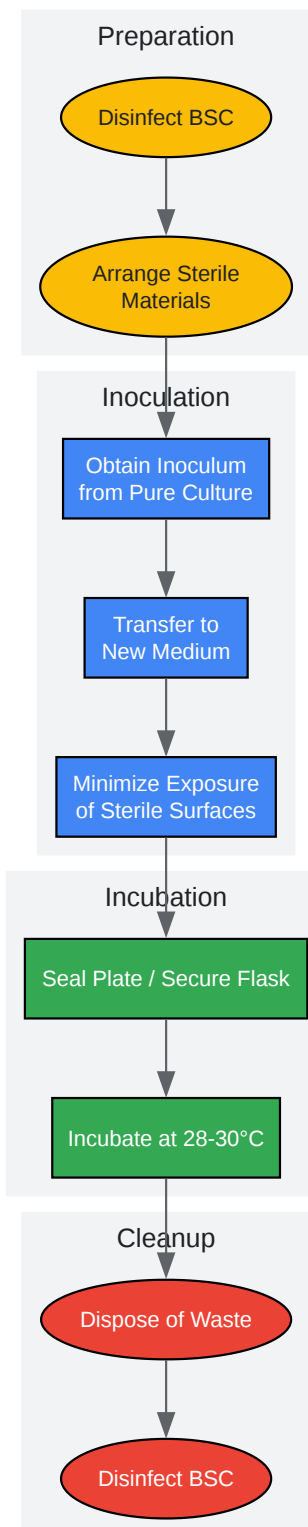 Preparation
Disinfect BSC
Arrange Sterile
Materials
Inoculation
Obtain Inoculum
from Pure Culture
Transfer to
New Medium
Minimize Exposure
of Sterile Surfaces
Incubation
Seal Plate / Secure Flask
Incubate at 28-30°C
Cleanup
Dispose of Waste
Disinfect BSC